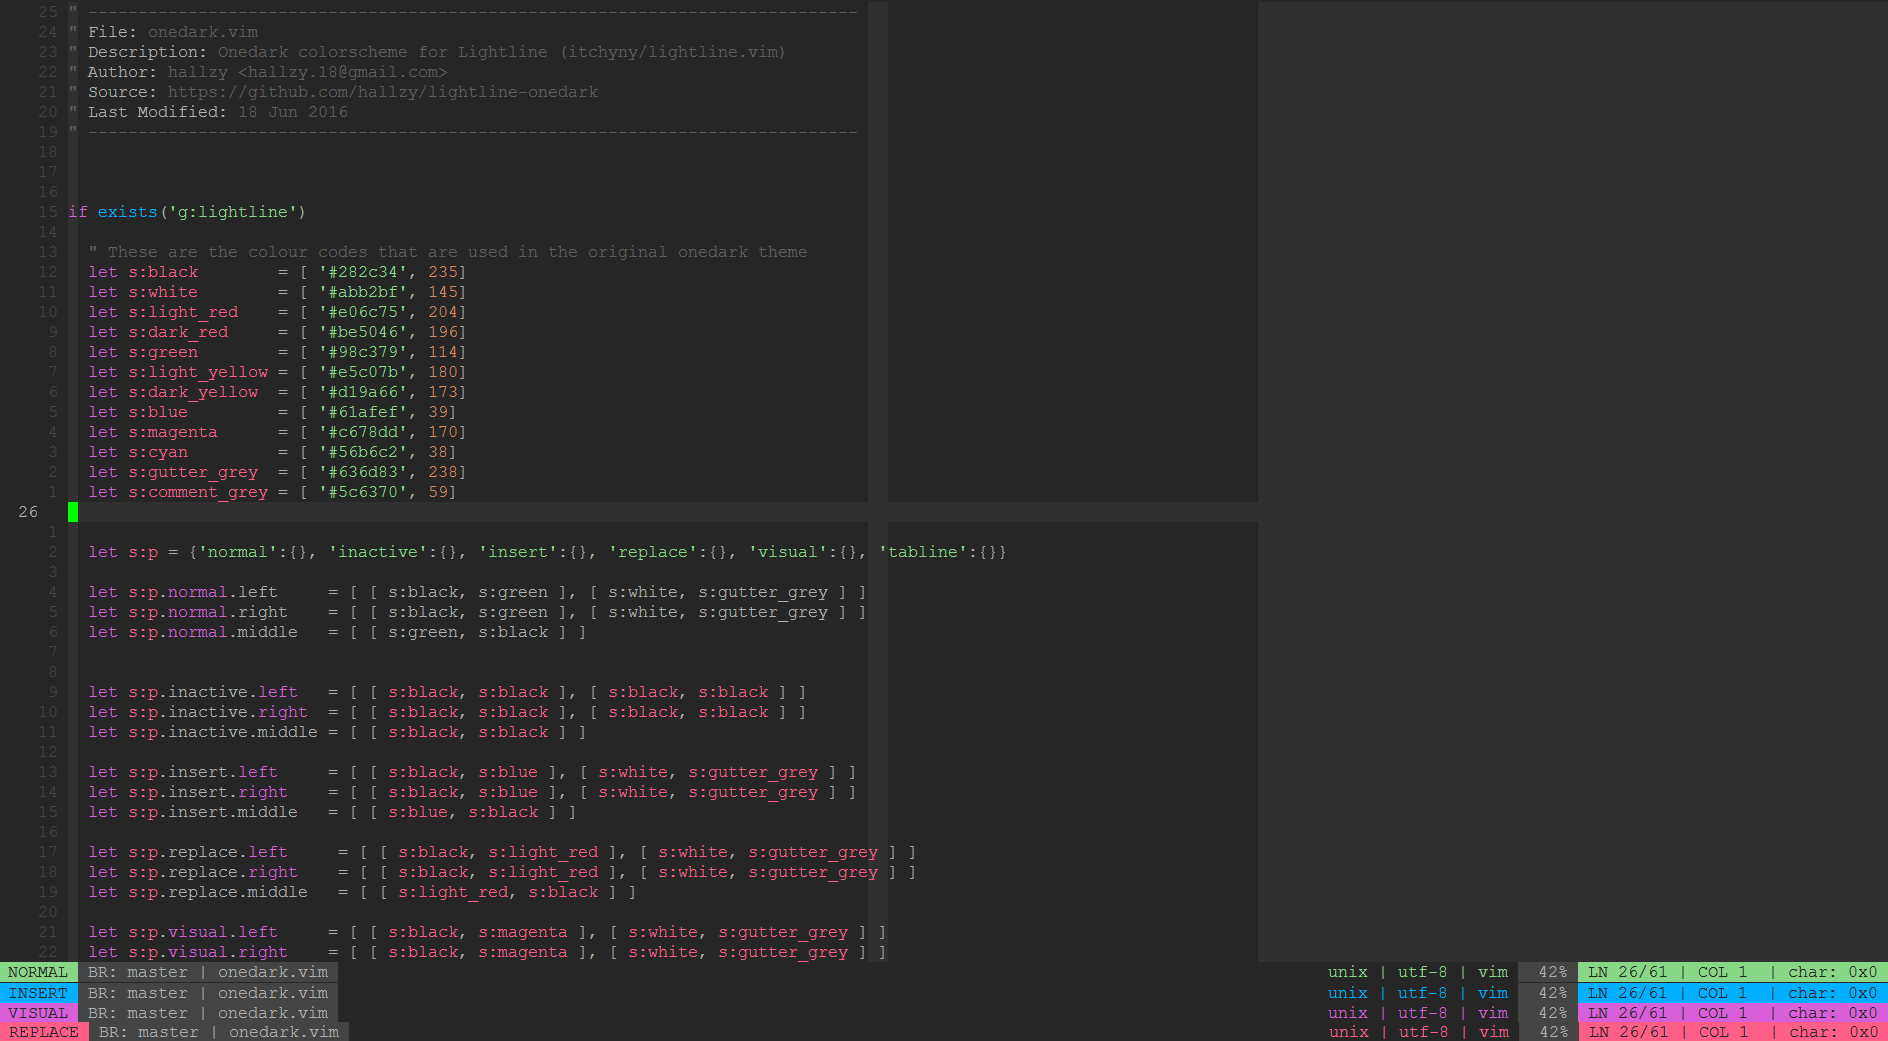 25 " -----------------------------------------------------------------------------
24 " File: onedark.vim
23 " Description: Onedark colorscheme for Lightline (itchyny/lightline.vim)
22 " Author: hallzy <hallzy.18@gmail.com>
21 " Source: https://github.com/hallzy/lightline-onedark
20 " Last Modified: 18 Jun 2016
19 " -----------------------------------------------------------------------------
18
17
16
15 if exists('g:lightline')
14
13   " These are the colour codes that are used in the original onedark theme
12   let s:black        = [ '#282c34', 235]
11   let s:white        = [ '#abb2bf', 145]
10   let s:light_red    = [ '#e06c75', 204]
9   let s:dark_red     = [ '#be5046', 196]
8   let s:green        = [ '#98c379', 114]
7   let s:light_yellow = [ '#e5c07b', 180]
6   let s:dark_yellow  = [ '#d19a66', 173]
5   let s:blue         = [ '#61afef', 39]
4   let s:magenta      = [ '#c678dd', 170]
3   let s:cyan         = [ '#56b6c2', 38]
2   let s:gutter_grey  = [ '#636d83', 238]
1   let s:comment_grey = [ '#5c6370', 59]
26
1
2   let s:p = {'normal':{}, 'inactive':{}, 'insert':{}, 'replace':{}, 'visual':{}, 'tabline':{}}
3
4   let s:p.normal.left     = [ [ s:black, s:green ], [ s:white, s:gutter_grey ] ]
5   let s:p.normal.right    = [ [ s:black, s:green ], [ s:white, s:gutter_grey ] ]
6   let s:p.normal.middle   = [ [ s:green, s:black ] ]
7
8
9   let s:p.inactive.left   = [ [ s:black, s:black ], [ s:black, s:black ] ]
10   let s:p.inactive.right  = [ [ s:black, s:black ], [ s:black, s:black ] ]
11   let s:p.inactive.middle = [ [ s:black, s:black ] ]
12
13   let s:p.insert.left     = [ [ s:black, s:blue ], [ s:white, s:gutter_grey ] ]
14   let s:p.insert.right    = [ [ s:black, s:blue ], [ s:white, s:gutter_grey ] ]
15   let s:p.insert.middle   = [ [ s:blue, s:black ] ]
16
17   let s:p.replace.left     = [ [ s:black, s:light_red ], [ s:white, s:gutter_grey ] ]
18   let s:p.replace.right    = [ [ s:black, s:light_red ], [ s:white, s:gutter_grey ] ]
19   let s:p.replace.middle   = [ [ s:light_red, s:black ] ]
20
21   let s:p.visual.left     = [ [ s:black, s:magenta ], [ s:white, s:gutter_grey ] ]
22   let s:p.visual.right    = [ [ s:black, s:magenta ], [ s:white, s:gutter_grey ] ]
NORMAL BR: master | onedark.vim unix | utf-8 | vim 42% LN 26/61 | COL 1  | char: 0x0
INSERT BR: master | onedark.vim unix | utf-8 | vim 42% LN 26/61 | COL 1  | char: 0x0
VISUAL BR: master | onedark.vim unix | utf-8 | vim 42% LN 26/61 | COL 1  | char: 0x0
REPLACE BR: master | onedark.vim unix | utf-8 | vim 42% LN 26/61 | COL 1  | char: 0x0